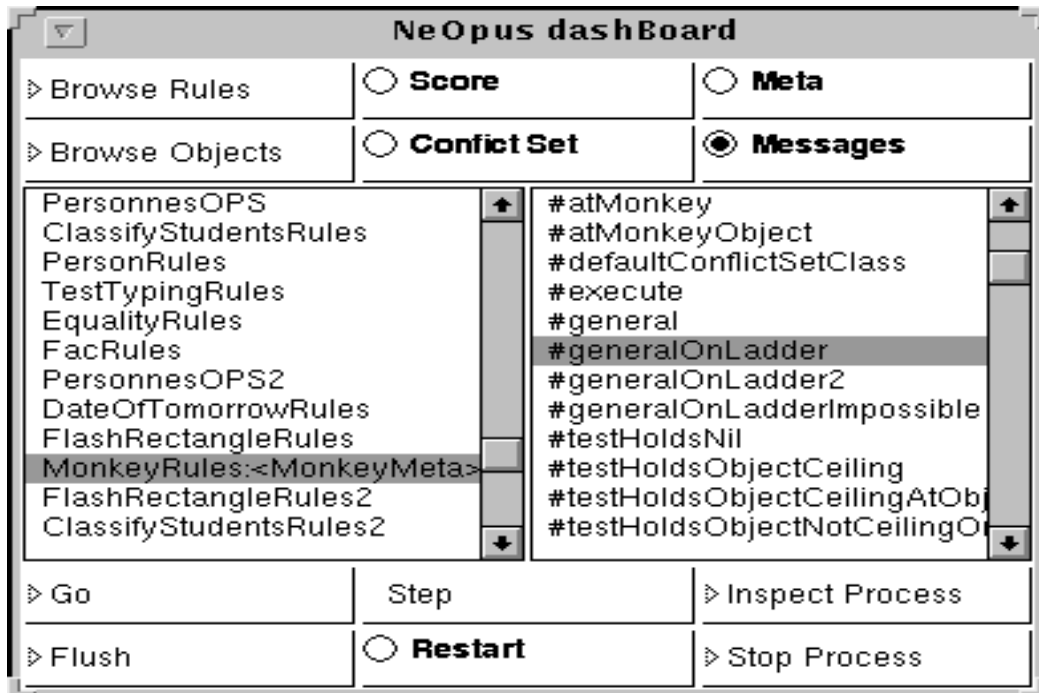 NeOpus dashBoard
Browse Rules
Score
Meta
Browse Objects
Confict Set
Messages
PersonnesOPS
ClassifyStudentsRules
PersonRules
TestTypingRules
EqualityRules
FacRules
PersonnesOPS2
DateOfTomorrowRules
FlashRectangleRules
MonkeyRules:<MonkeyMeta>
FlashRectangleRules2
ClassifyStudentsRules2
#atMonkey
#atMonkeyObject
#defaultConflictSetClass
#execute
#general
#generalOnLadder
#generalOnLadder2
#generalOnLadderImpossible
#testHoldsNil
#testHoldsObjectCeiling
#testHoldsObjectCeilingAtObj
#testHoldsObjectNotCeilingOn
Go
Step
Inspect Process
Flush
Restart
Stop Process